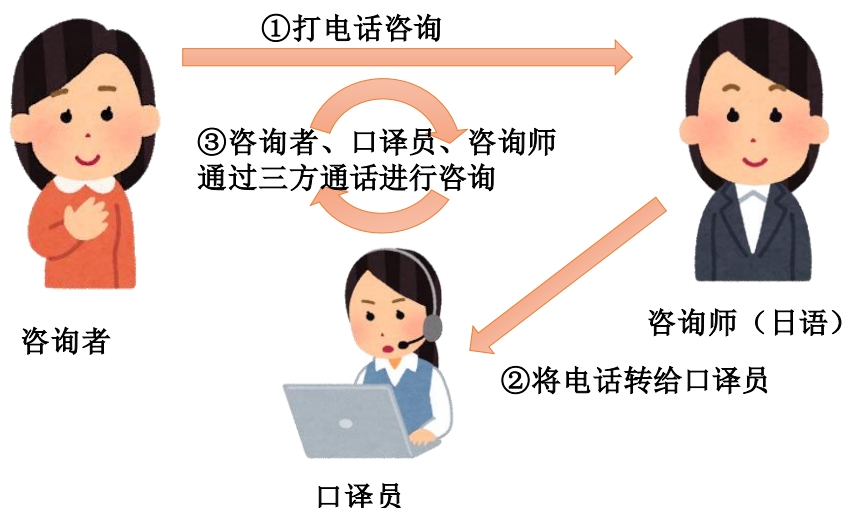 ①打电话咨询
③咨询者、口译员、咨询师
通过三方通话进行咨询
咨询者
咨询师（日语）
②将电话转给口译员
口译员